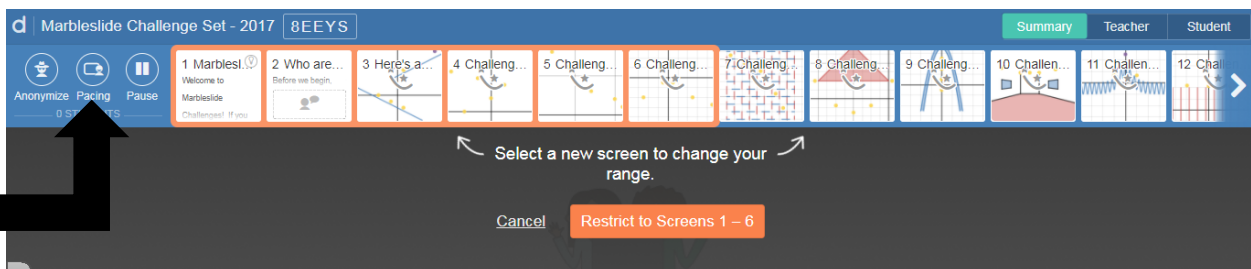 d Marbleslide Challenge Set - 2017 8EEYS Summary Teacher Student
Anonymize Pacing Pause
1 Marblesl...
Welcome to
Marbleslide
Challenges! If you
2 Who are...
Before we begin,
3 Here's a...
4 Challeng...
5 Challeng...
6 Challeng...
7 Challeng...
8 Challeng...
9 Challeng...
10 Challen...
11 Challen...
12 Chall
Select a new screen to change your
range.
Cancel Restrict to Screens 1 – 6